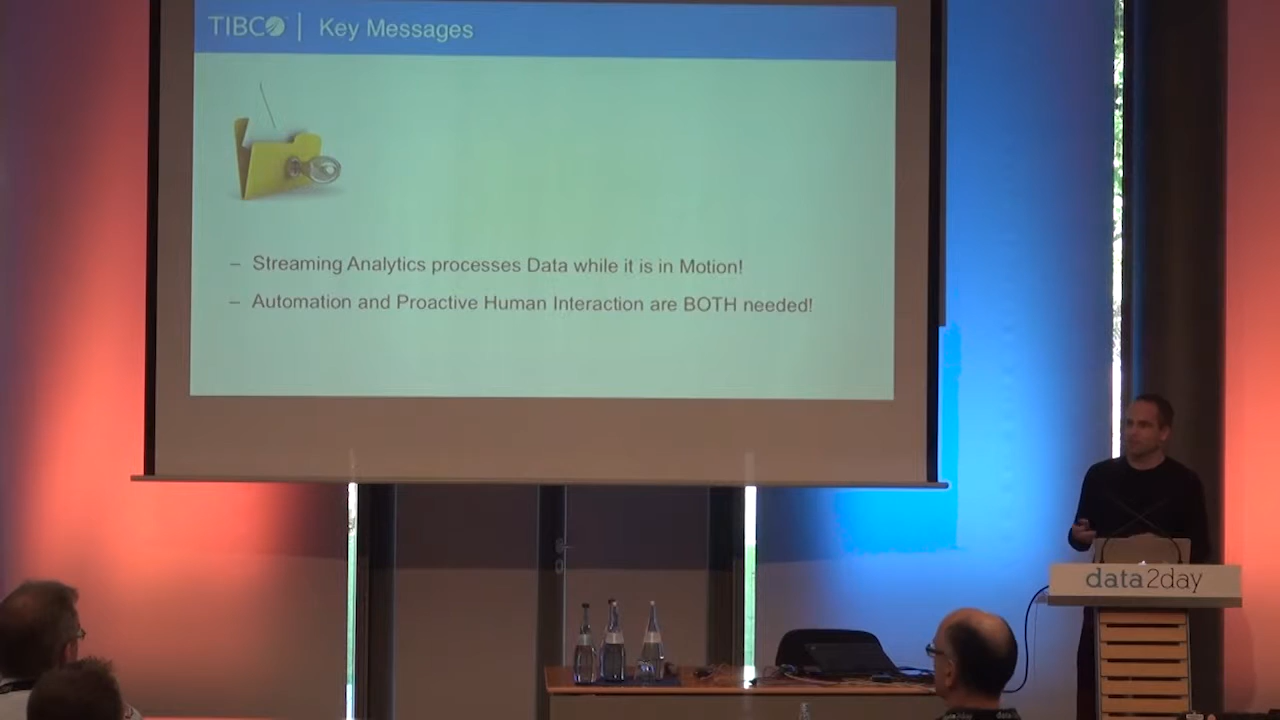 TIBCO | Key Messages
– Streaming Analytics processes Data while it is in Motion!
– Automation and Proactive Human Interaction are BOTH needed!
data2day